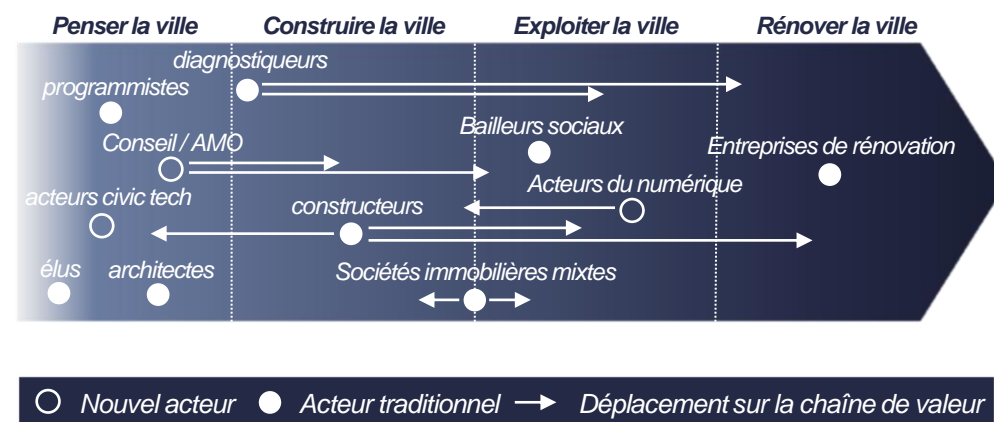 Penser la ville Construire la ville Exploiter la ville Rénover la ville
diagnostiqueurs
programmistes
Bailleurs sociaux
Conseil / AMO
Entreprises de rénovation
Acteurs du numérique
acteurs civic tech
constructeurs
élus architectes
Sociétés immobilières mixtes
Nouvel acteur Acteur traditionnel Déplacement sur la chaîne de valeur